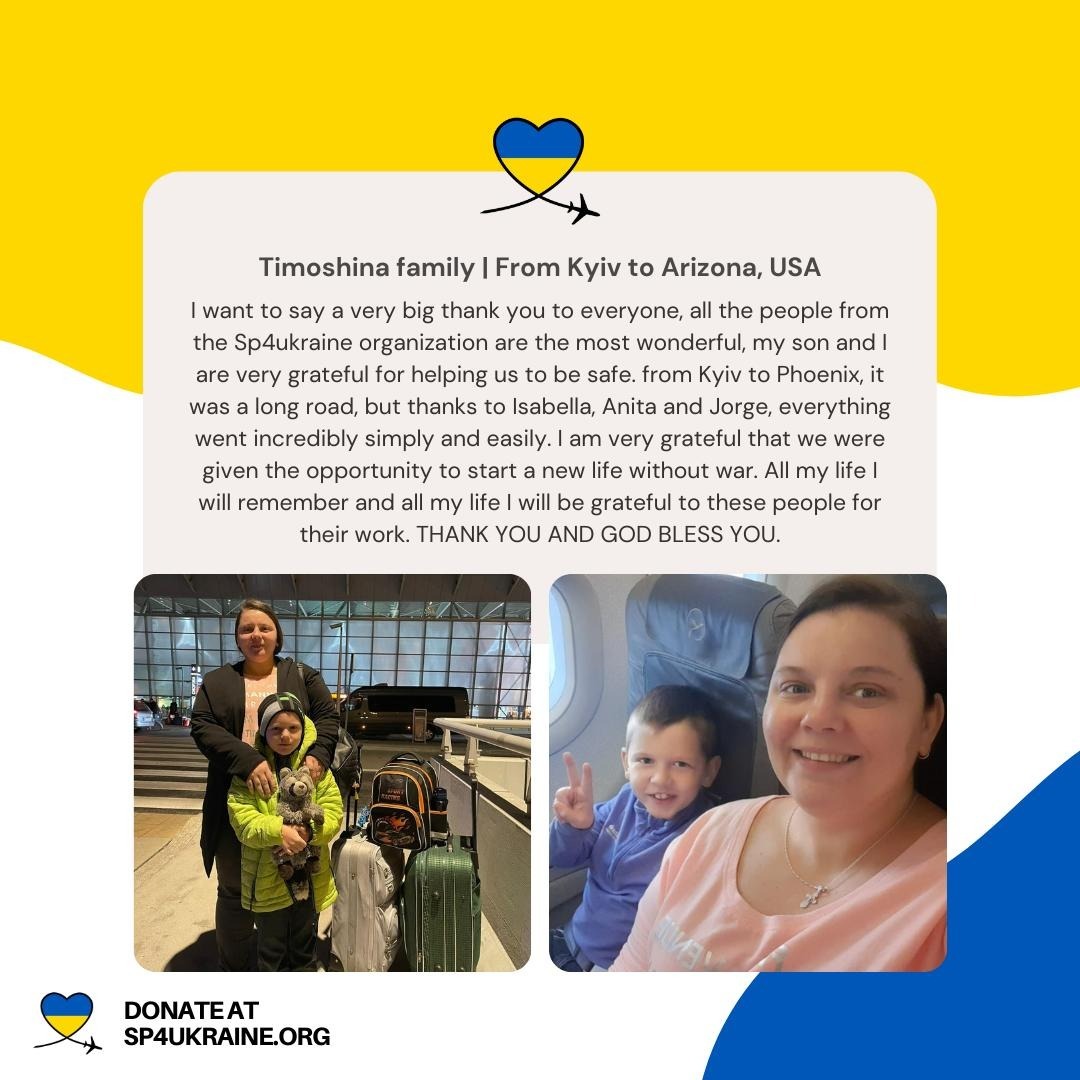 Timoshina family | From Kyiv to Arizona, USA
I want to say a very big thank you to everyone, all the people from
the Sp4ukraine organization are the most wonderful, my son and I
are very grateful for helping us to be safe. from Kyiv to Phoenix, it
was a long road, but thanks to Isabella, Anita and Jorge, everything
went incredibly simply and easily. I am very grateful that we were
given the opportunity to start a new life without war. All my life I
will remember and all my life I will be grateful to these people for
their work. THANK YOU AND GOD BLESS YOU.
SPORT
RACING
DONATE AT
SP4UKRAINE.ORG